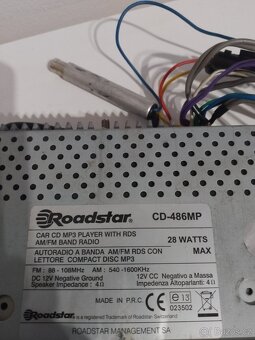 Roadstar CD-486MP
CAR CD MP3 PLAYER WITH RDS
AM/FM BAND RADIO 28 WATTS
AUTORADIO A BANDA AM/FM RDS CON MAX
LETTORE COMPACT DISC MP3
FM : 88 - 108MHz AM : 540 -1600KHz
DC 12V Negative Ground 12V CC Negativo a Massa
Speaker Impedance : 4Ω Impedenza Altoparlanti : 4Ω
MADE IN P.R.C. CE e13
023502
Roadstar is a registered Trademark of Roadstar Switzerland
ROADSTAR MANAGEMENT SA